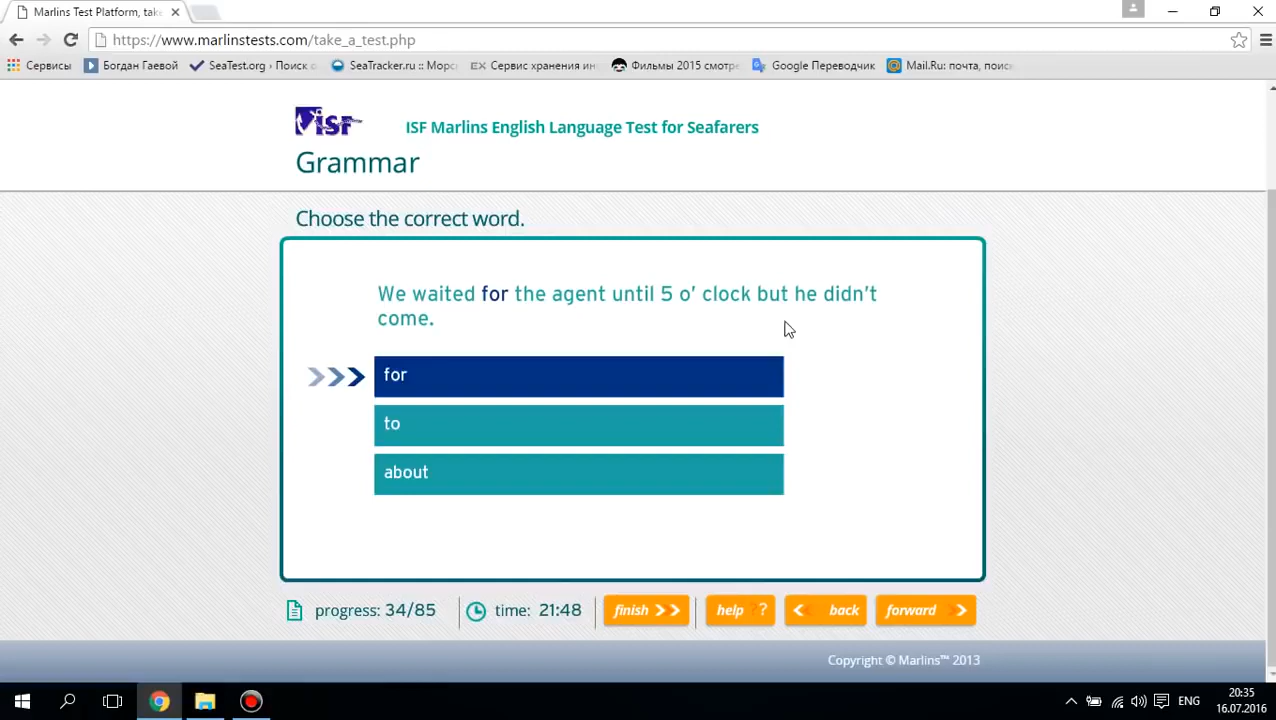 Marlins Test Platform, take
https://www.marlinstests.com/take_a_test.php
Сервисы Богдан Гаевой SeaTest.org › Поиск о SeaTracker.ru :: Морс EX Сервис хранения ин Фильмы 2015 смотре Google Переводчик Mail.Ru: почта, поиск
ISF ISF Marlins English Language Test for Seafarers
Grammar
Choose the correct word.
We waited for the agent until 5 o' clock but he didn't
come.
for
to
about
progress: 34/85 time: 21:48 finish help ? back forward
Copyright © Marlins™ 2013
ENG 20:35
16.07.2016